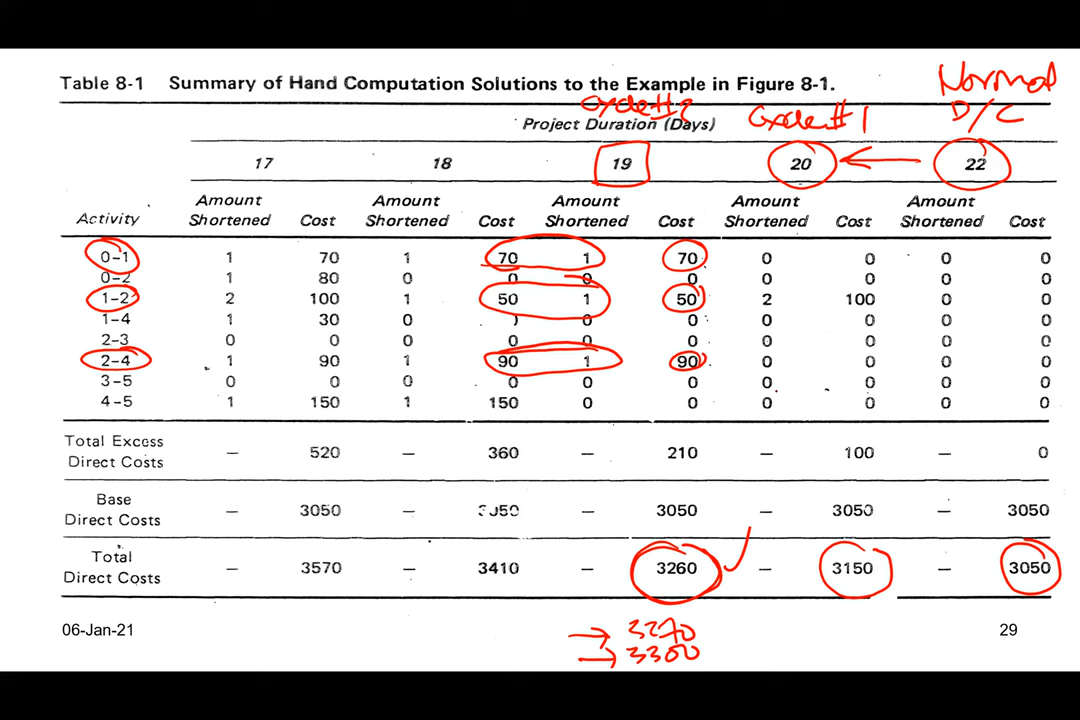 Normal
Table 8-1 Summary of Hand Computation Solutions to the Example in Figure 8-1.
Cycle #2 Cycle #1 D/C
Project Duration (Days)
17 18 19 20 22
Amount Amount Amount Amount Amount
Activity Shortened Cost Shortened Cost Shortened Cost Shortened Cost Shortened Cost
0-1 1 70 1 70 1 70 0 0 0 0
0-2 1 80 0 0 0 0 0 0 0 0
1-2 2 100 1 50 1 50 2 100 0 0
1-4 1 30 0 0 0 0 0 0 0
2-3 0 0 0 0 0 0 0 0 0 0
2-4 1 90 1 90 1 90 0 0 0 0
3-5 0 0 0 0 0 0 0 0 0 0
4-5 1 150 1 150 0 0 0 0 0 0
Total Excess
Direct Costs — 520 — 360 — 210 — 100 — 0
Base
Direct Costs — 3050 — 3050 — 3050 — 3050 — 3050
Total
Direct Costs — 3570 — 3410 — 3260 — 3150 — 3050
06-Jan-21 3270 29
3300